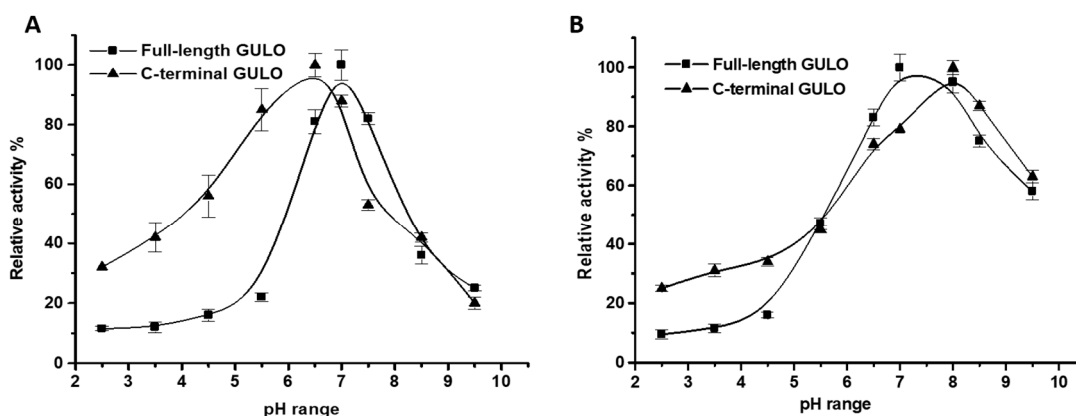 A
Full-length GULO
C-terminal GULO
Relative activity %
100
80
60
40
20
0
2 3 4 5 6 7 8 9 10
pH range
B
Full-length GULO
C-terminal GULO
Relative activity %
100
80
60
40
20
0
2 3 4 5 6 7 8 9 10
pH range